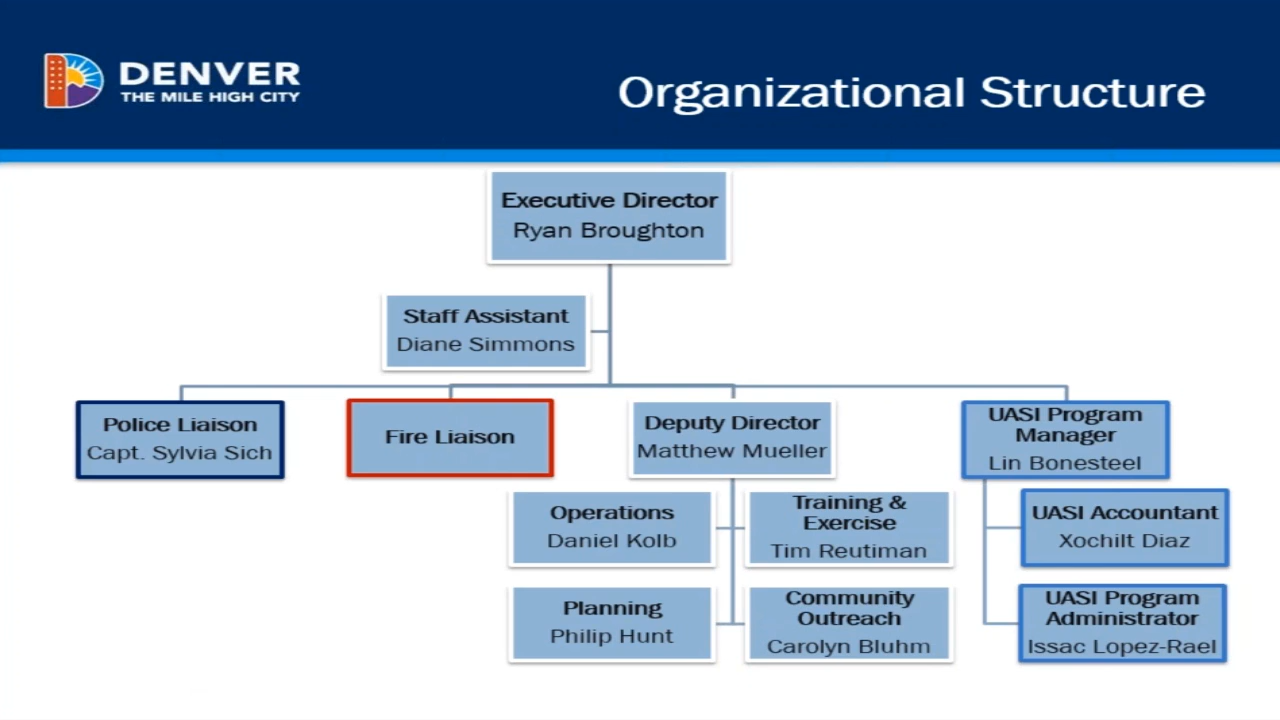 DENVER
THE MILE HIGH CITY
Organizational Structure
Executive Director
Ryan Broughton
Staff Assistant
Diane Simmons
Police Liaison
Capt. Sylvia Sich
Fire Liaison
Deputy Director
Matthew Mueller
UASI Program
Manager
Lin Bonesteel
Operations
Daniel Kolb
Training &
Exercise
Tim Reutiman
UASI Accountant
Xochilt Diaz
Planning
Philip Hunt
Community
Outreach
Carolyn Bluhm
UASI Program
Administrator
Issac Lopez-Rael